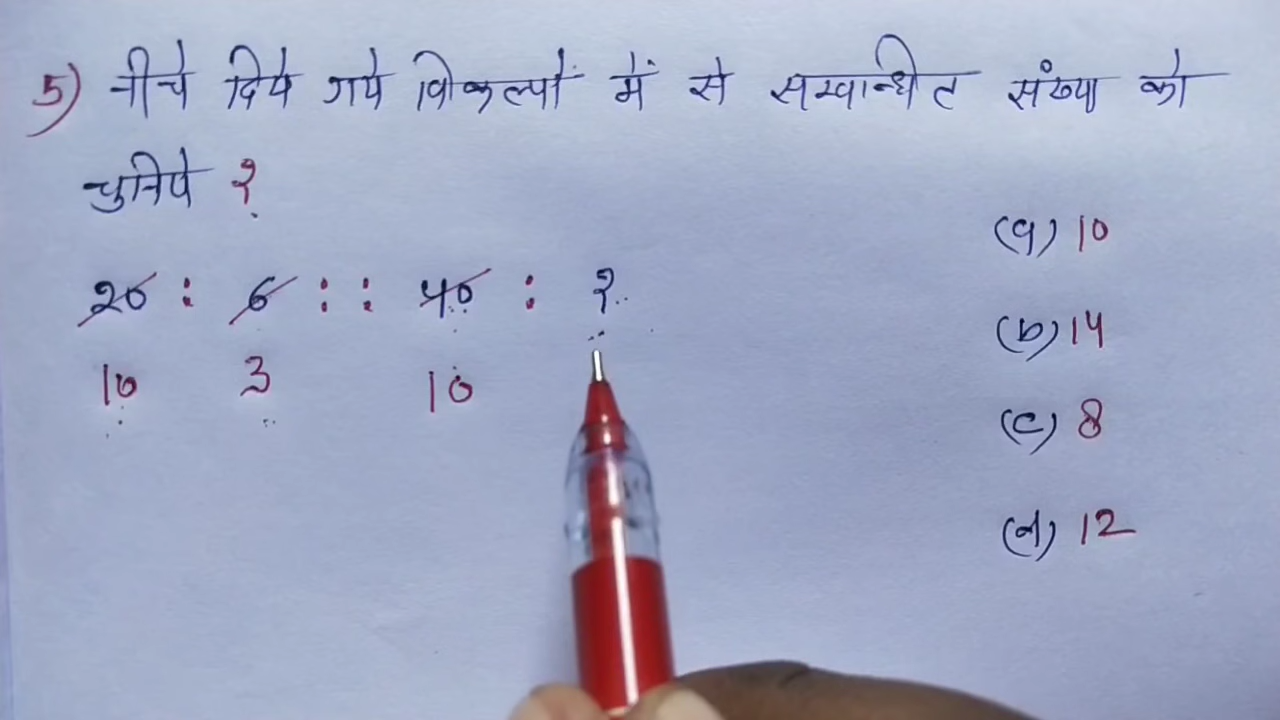 5) नीचे दिये गये विकल्पों में से सम्बन्धित संख्या को
चुनिये ?
20 : 6 :: 40 : ?
10 3 10
(a) 10
(b) 14
(c) 8
(d) 12